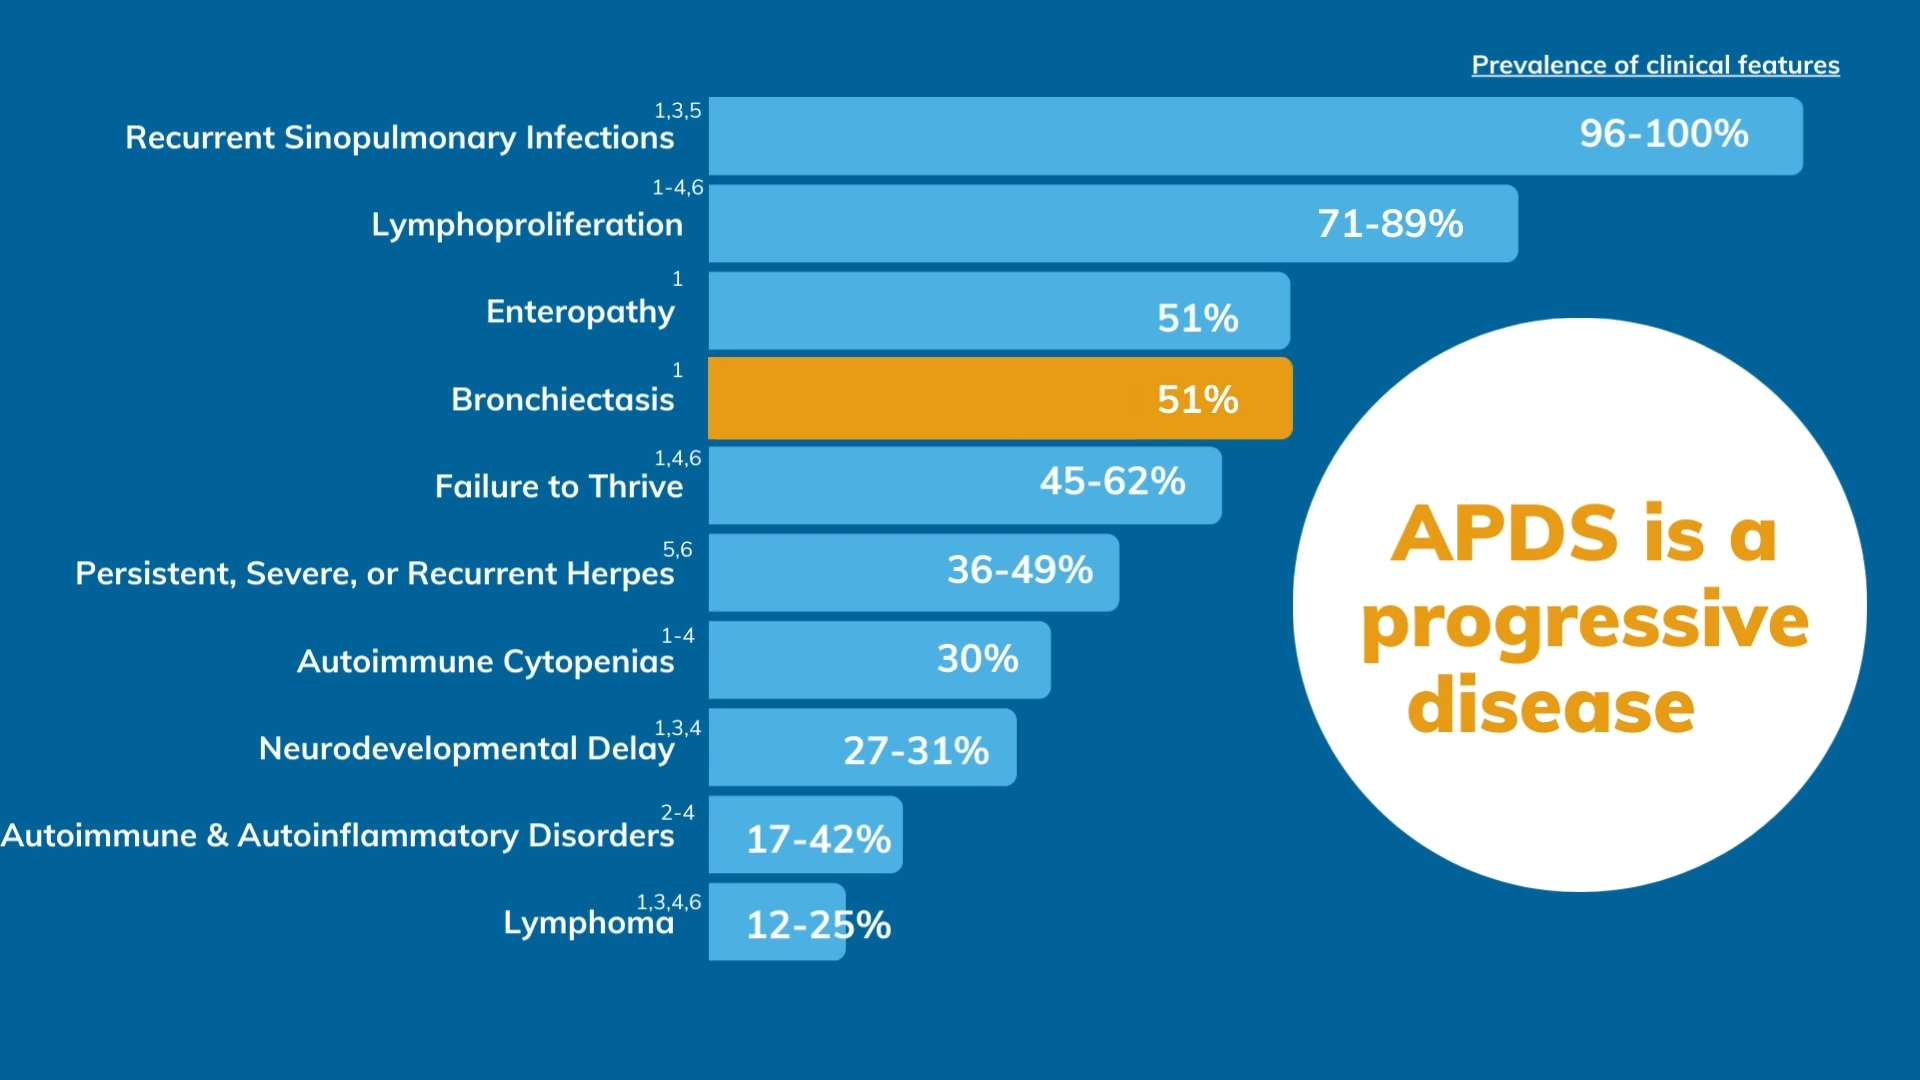 Prevalence of clinical features
Recurrent Sinopulmonary Infections 1,3,5 96-100%
Lymphoproliferation 1-4,6 71-89%
Enteropathy 1 51%
Bronchiectasis 1 51%
Failure to Thrive 1,4,6 45-62%
Persistent, Severe, or Recurrent Herpes 5,6 36-49%
Autoimmune Cytopenias 1-4 30%
Neurodevelopmental Delay 1,3,4 27-31%
Autoimmune & Autoinflammatory Disorders 2-4 17-42%
Lymphoma 1,3,4,6 12-25%
APDS is a
progressive
disease